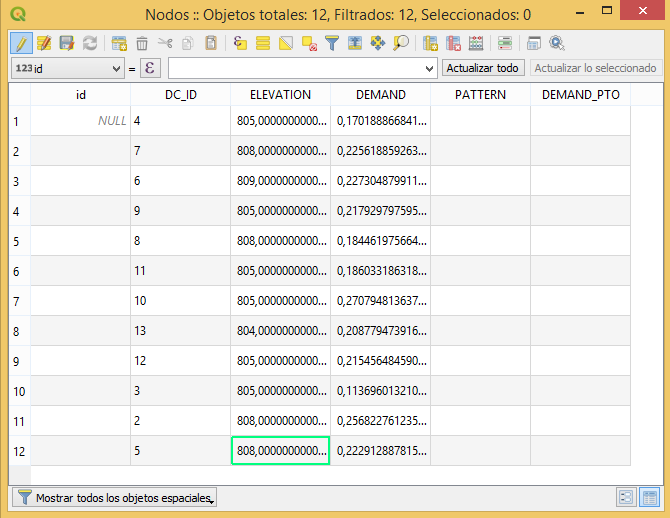 Nodos :: Objetos totales: 12, Filtrados: 12, Seleccionados: 0
123 id = ε Actualizar todo Actualizar lo seleccionado
id DC_ID ELEVATION DEMAND PATTERN DEMAND_PTO
1 NULL 4 805,0000000000... 0,170188866841...
2 7 808,0000000000... 0,225618859263...
3 6 809,0000000000... 0,227304879911...
4 9 805,0000000000... 0,217929797595...
5 8 808,0000000000... 0,184461975664...
6 11 805,0000000000... 0,186033186318...
7 10 805,0000000000... 0,270794813637...
8 13 804,0000000000... 0,208779473916...
9 12 805,0000000000... 0,215456484590...
10 3 805,0000000000... 0,113696013210...
11 2 808,0000000000... 0,256822761235...
12 5 808,0000000000... 0,222912887815...
Mostrar todos los objetos espaciales